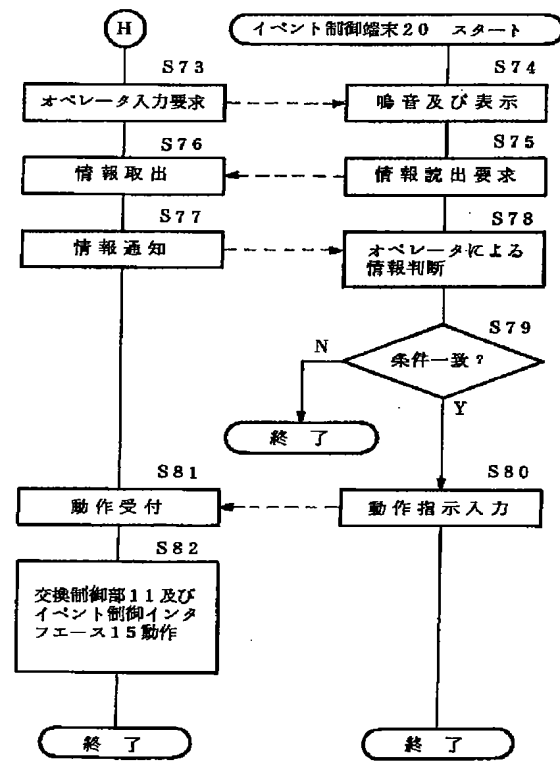 H
イベント制御端末20 スタート
S73
S74
オペレータ入力要求
鳴音及び表示
S76
S75
情報取出
情報読出要求
S77
S78
情報通知
オペレータによる
情報判断
S79
N
条件一致?
Y
終了
S81
S80
動作受付
動作指示入力
S82
交換制御部11及び
イベント制御インタ
フエース15動作
終了
終了